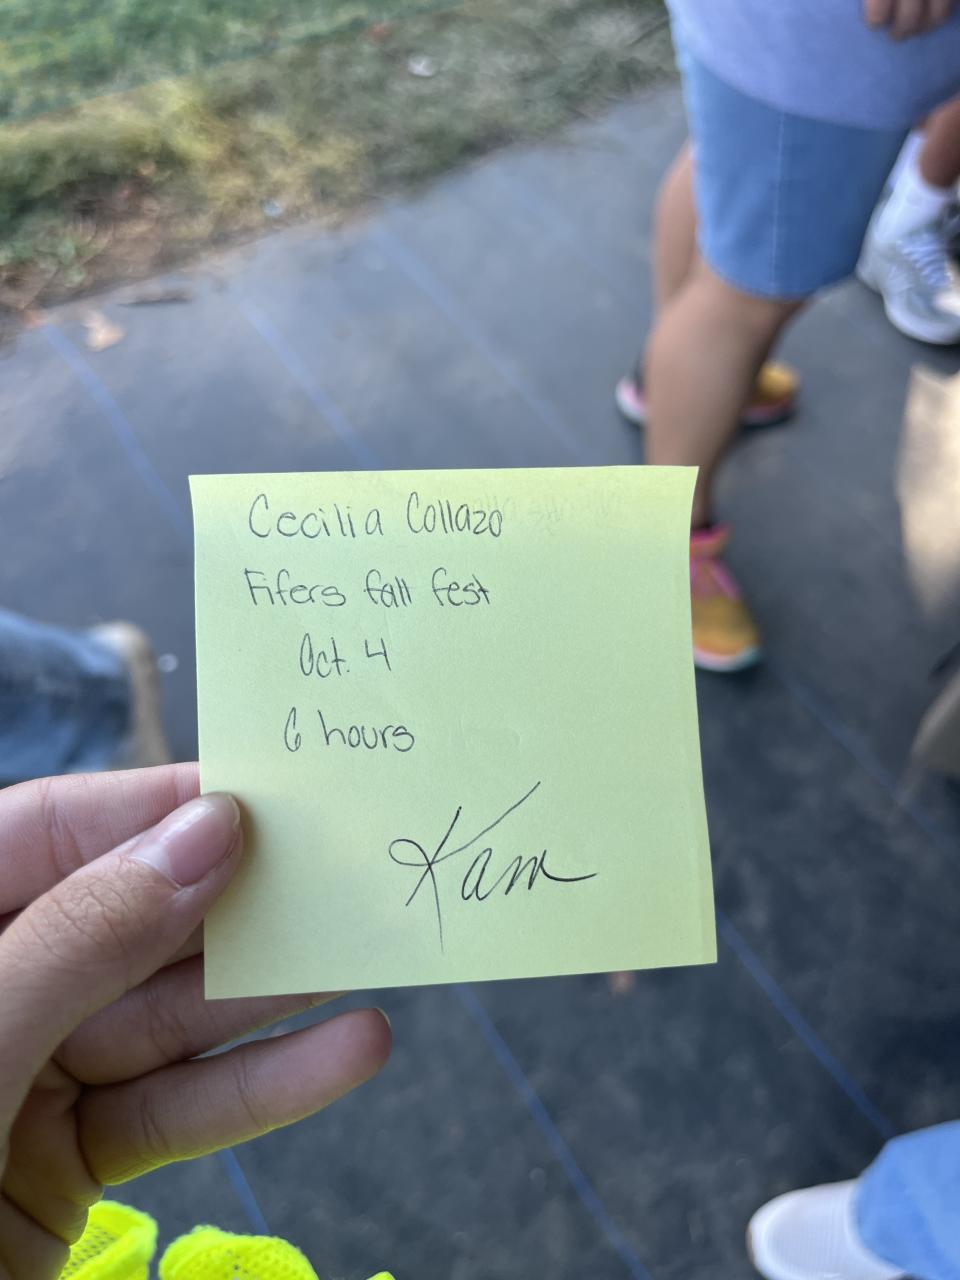 Cecilia Collazo
Fifers fall fest
Oct. 4
6 hours
Kam